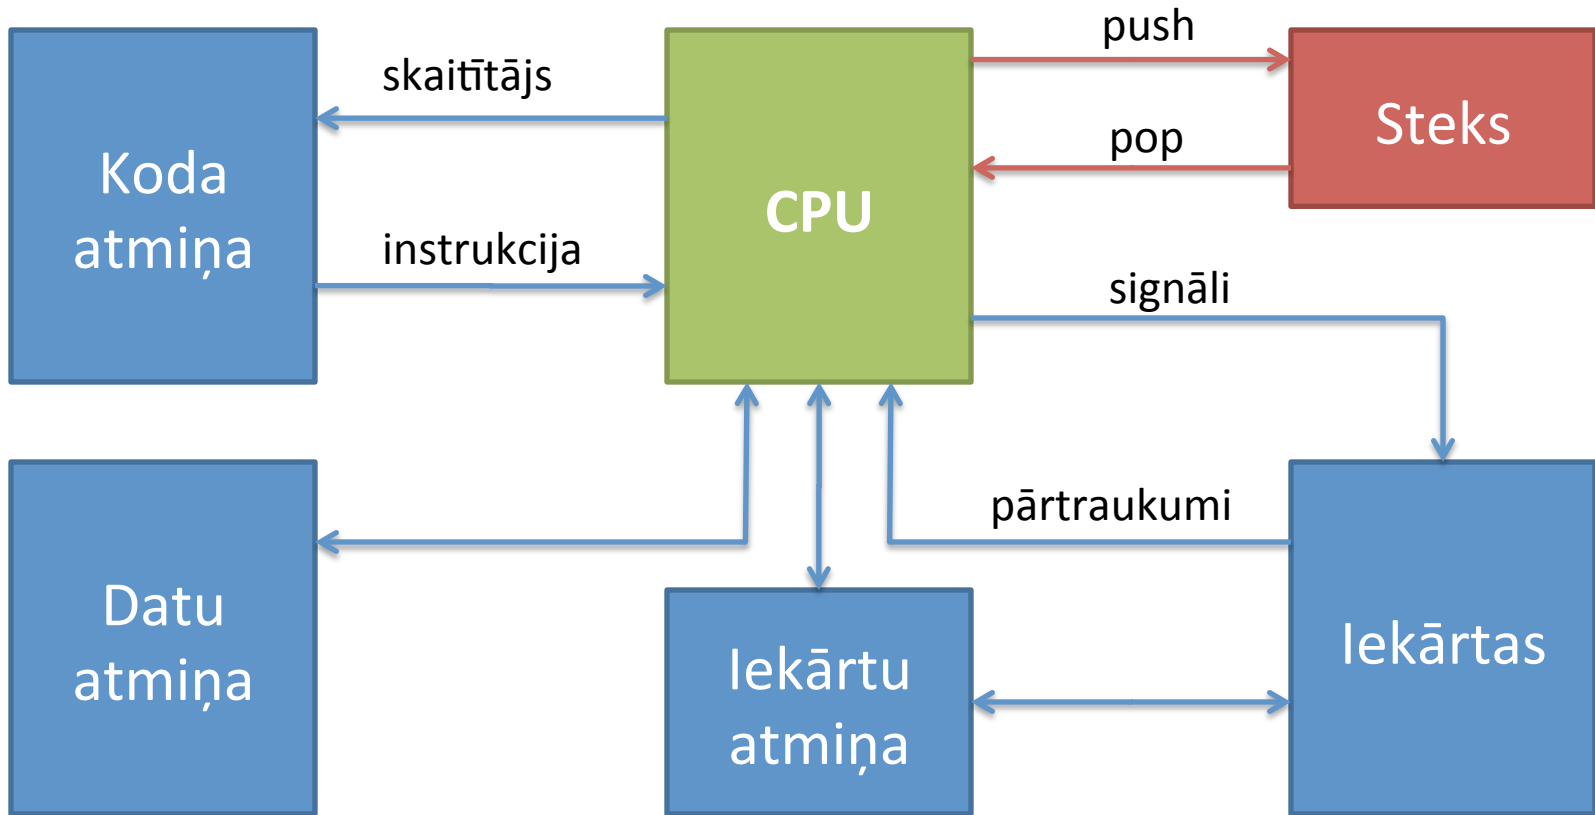 push
skaitītājs
Steks
pop
Koda
atmiņa
CPU
instrukcija
signāli
pārtraukumi
Datu
atmiņa
Iekārtas
Iekārtu
atmiņa